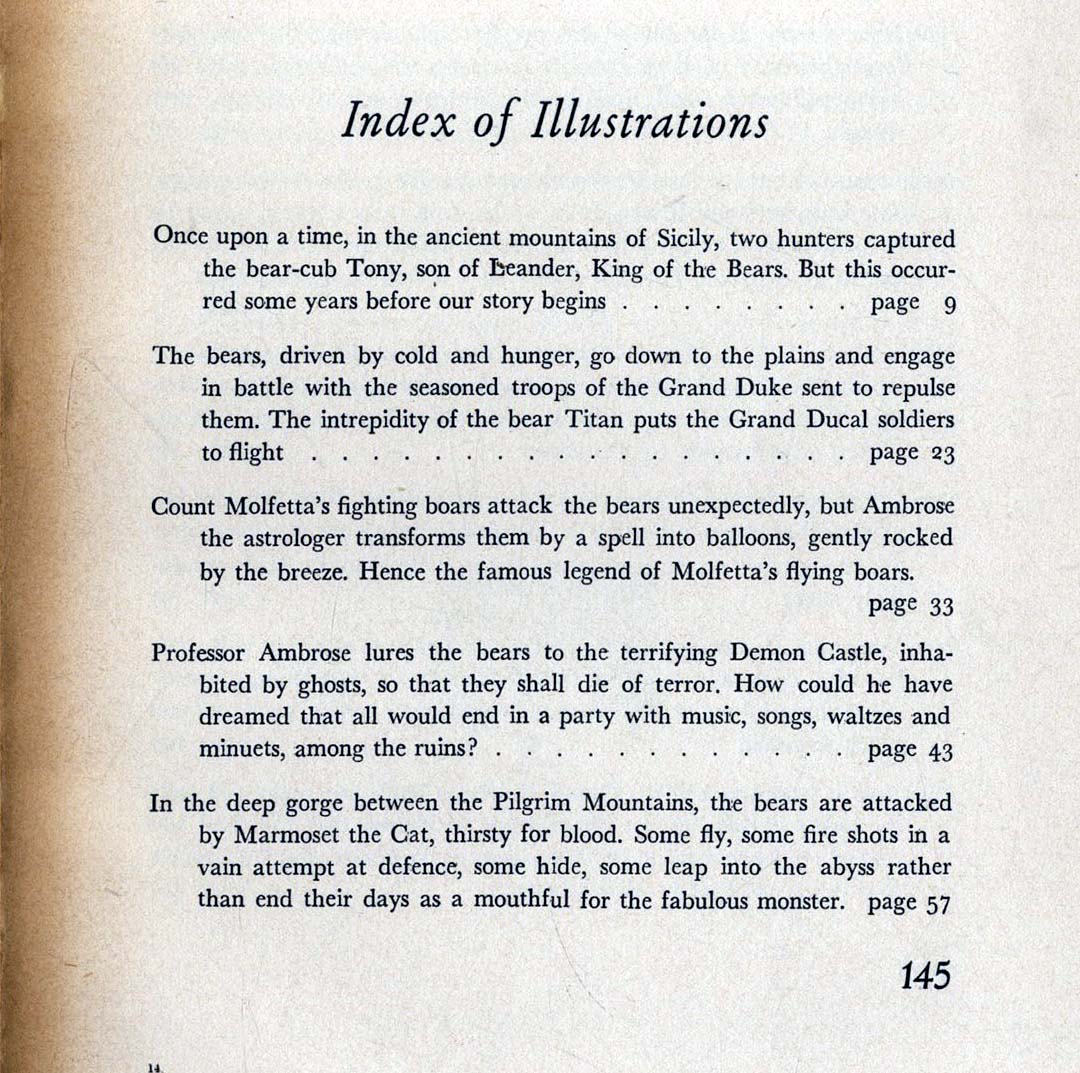 Index of Illustrations
Once upon a time, in the ancient mountains of Sicily, two hunters captured
the bear-cub Tony, son of Leander, King of the Bears. But this occur-
red some years before our story begins . . . . . . . . page 9
The bears, driven by cold and hunger, go down to the plains and engage
in battle with the seasoned troops of the Grand Duke sent to repulse
them. The intrepidity of the bear Titan puts the Grand Ducal soldiers
to flight . . . . . . . . . . . . . . . . . . page 23
Count Molfetta's fighting boars attack the bears unexpectedly, but Ambrose
the astrologer transforms them by a spell into balloons, gently rocked
by the breeze. Hence the famous legend of Molfetta's flying boars.
page 33
Professor Ambrose lures the bears to the terrifying Demon Castle, inha-
bited by ghosts, so that they shall die of terror. How could he have
dreamed that all would end in a party with music, songs, waltzes and
minuets, among the ruins? . . . . . . . . . . . . page 43
In the deep gorge between the Pilgrim Mountains, the bears are attacked
by Marmoset the Cat, thirsty for blood. Some fly, some fire shots in a
vain attempt at defence, some hide, some leap into the abyss rather
than end their days as a mouthful for the fabulous monster. page 57
145
14